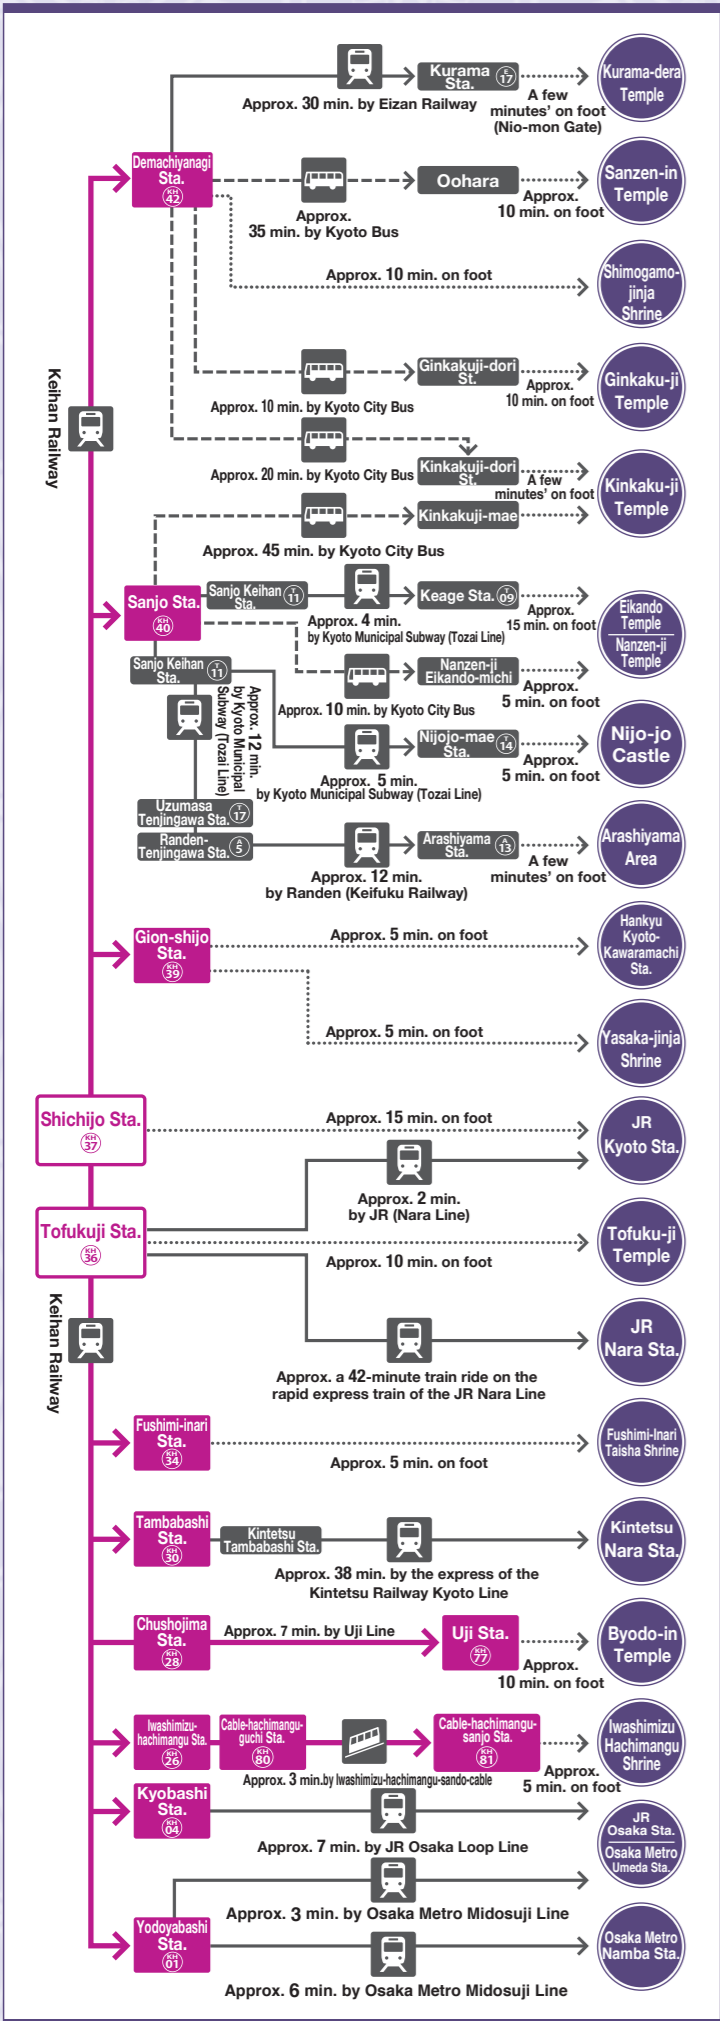 Keihan Railway
Demachiyanagi
Sta.
KH
42
Approx. 30 min. by Eizan Railway
Kurama
Sta.
E
17
A few
minutes' on foot
(Nio-mon Gate)
Kurama-dera
Temple
Approx.
35 min. by Kyoto Bus
Oohara
Approx.
10 min. on foot
Sanzen-in
Temple
Approx. 10 min. on foot
Shimogamo-
jinja
Shrine
Approx. 10 min. by Kyoto City Bus
Ginkakuji-dori
St.
Approx.
10 min. on foot
Ginkaku-ji
Temple
Approx. 20 min. by Kyoto City Bus
Kinkakuji-dori
St.
A few
minutes' on foot
Kinkaku-ji
Temple
Approx. 45 min. by Kyoto City Bus
Kinkakuji-mae
Sanjo Sta.
KH
40
Sanjo Keihan
Sta.
T
11
Approx. 4 min.
by Kyoto Municipal Subway (Tozai Line)
Keage Sta.
T
09
Approx.
15 min. on foot
Eikando
Temple
Nanzen-ji
Temple
Approx. 10 min. by Kyoto City Bus
Nanzen-ji
Eikando-michi
Approx.
5 min. on foot
Sanjo Keihan
Sta.
T
11
Approx. 12 min.
by Kyoto Municipal
Subway (Tozai Line)
Approx. 5 min.
by Kyoto Municipal Subway (Tozai Line)
Nijojo-mae
Sta.
T
14
Approx.
5 min. on foot
Nijo-jo
Castle
Uzumasa
Tenjingawa Sta.
T
17
Randen-
Tenjingawa Sta.
A
5
Approx. 12 min.
by Randen (Keifuku Railway)
Arashiyama
Sta.
A
13
A few
minutes' on foot
Arashiyama
Area
Gion-shijo
Sta.
KH
39
Approx. 5 min. on foot
Hankyu
Kyoto-
Kawaramachi
Sta.
Approx. 5 min. on foot
Yasaka-jinja
Shrine
Shichijo Sta.
KH
37
Approx. 15 min. on foot
JR
Kyoto Sta.
Approx. 2 min.
by JR (Nara Line)
Tofukuji Sta.
KH
36
Approx. 10 min. on foot
Tofuku-ji
Temple
Keihan Railway
Approx. a 42-minute train ride on the
rapid express train of the JR Nara Line
JR
Nara Sta.
Fushimi-inari
Sta.
KH
34
Approx. 5 min. on foot
Fushimi-Inari
Taisha Shrine
Tambabashi
Sta.
KH
30
Kintetsu
Tambabashi Sta.
Approx. 38 min. by the express of the
Kintetsu Railway Kyoto Line
Kintetsu
Nara Sta.
Chushojima
Sta.
KH
28
Approx. 7 min. by Uji Line
Uji Sta.
KH
77
Approx.
10 min. on foot
Byodo-in
Temple
Iwashimizu-
hachimangu Sta.
KH
26
Cable-hachimangu-
guchi Sta.
KH
80
Approx. 3 min.by Iwashimizu-hachimangu-sando-cable
Cable-hachimangu-
sanjo Sta.
KH
81
Approx.
5 min. on foot
Iwashimizu
Hachimangu
Shrine
Kyobashi
Sta.
KH
04
Approx. 7 min. by JR Osaka Loop Line
JR
Osaka Sta.
Osaka Metro
Umeda Sta.
Approx. 3 min. by Osaka Metro Midosuji Line
Yodoyabashi
Sta.
KH
01
Approx. 6 min. by Osaka Metro Midosuji Line
Osaka Metro
Namba Sta.